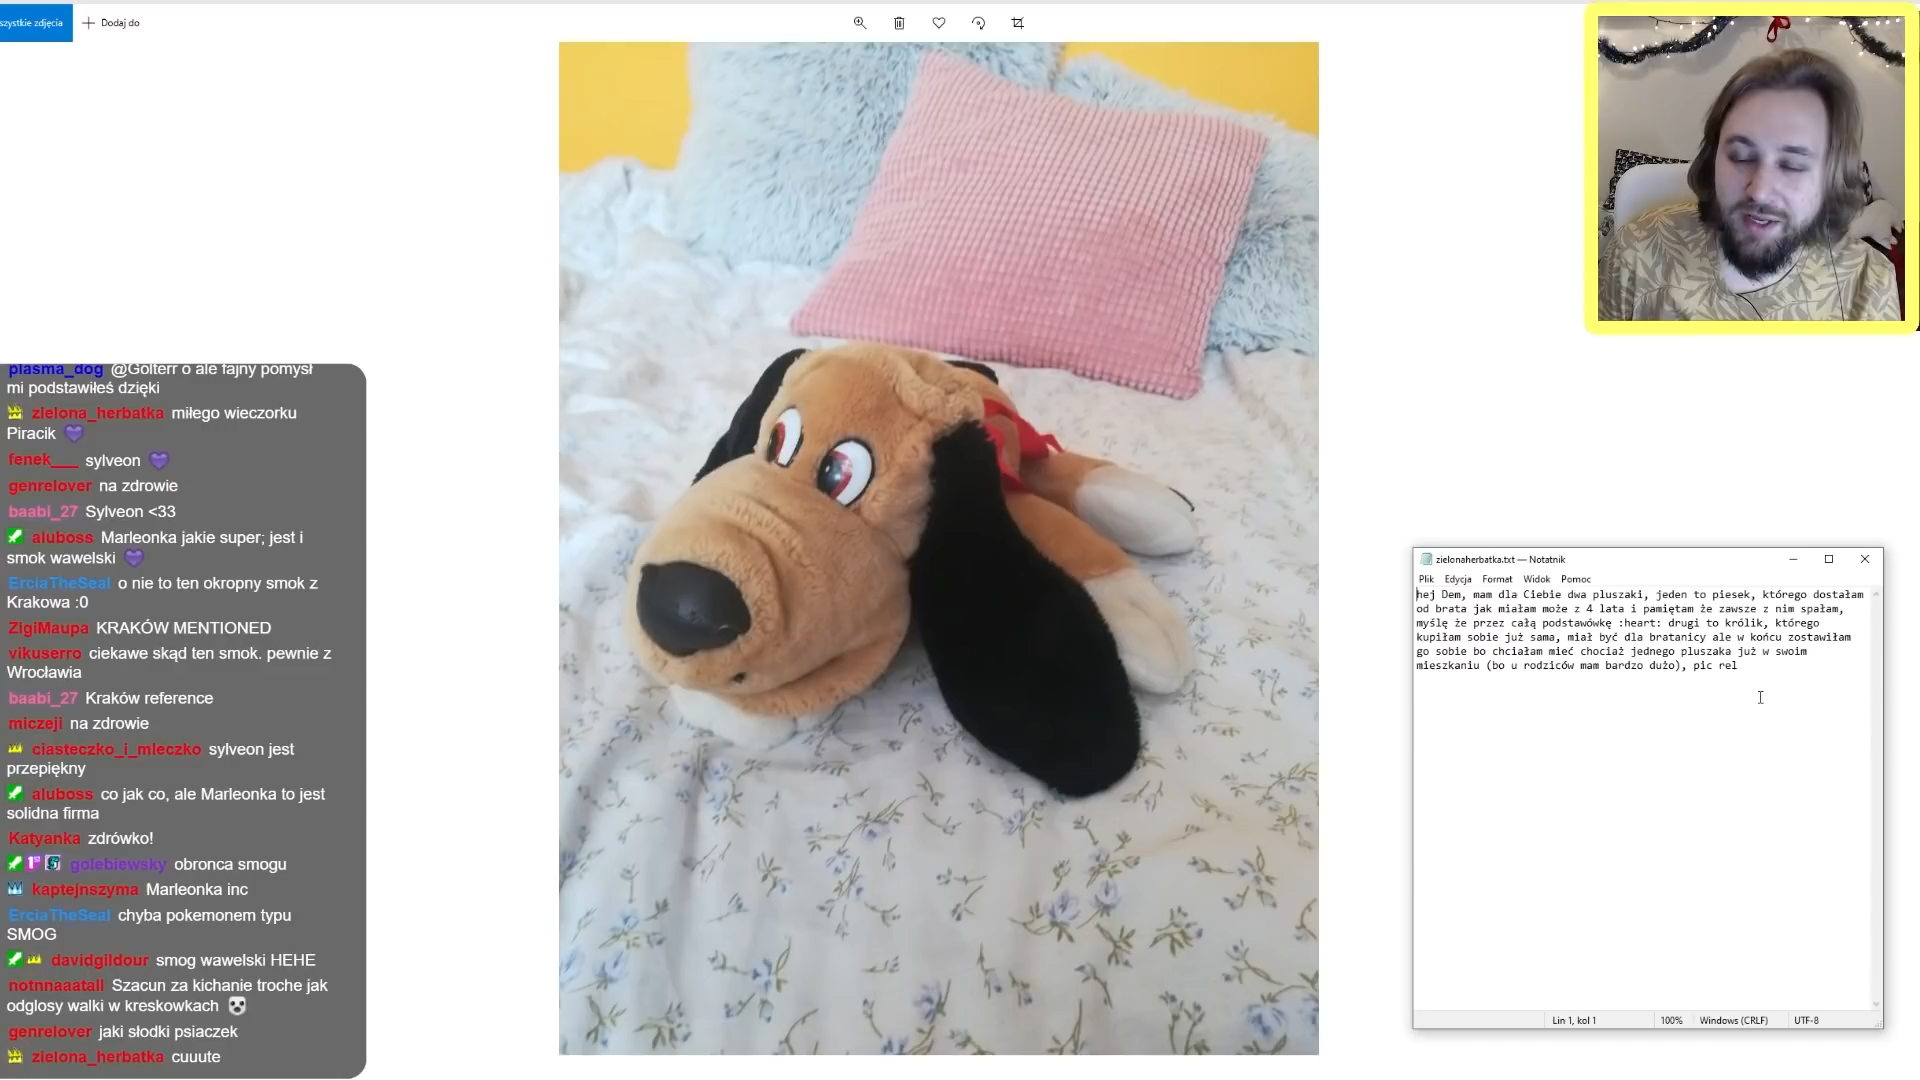 szystkie zdjęcia
Dodaj do
plasma_dog @Golterr o ale fajny pomysł
mi podstawiłeś dzięki
zielona_herbatka miłego wieczorku
Piracik
fenek___ sylveon
genrelover na zdrowie
baabi_27 Sylveon <33
aluboss Marleonka jakie super; jest i
smok wawelski
ErciaTheSeal o nie to ten okropny smok z
Krakowa :0
ZigiMaupa KRAKÓW MENTIONED
vikuserro ciekawe skąd ten smok. pewnie z
Wrocławia
baabi_27 Kraków reference
miczeji na zdrowie
ciasteczko_i_mleczko sylveon jest
przepiękny
aluboss co jak co, ale Marleonka to jest
solidna firma
Katyanka zdrówko!
golebiewsky obronca smogu
kaptejnszyma Marleonka inc
ErciaTheSeal chyba pokemonem typu
SMOG
davidgildour smog wawelski HEHE
notnnaaatall Szacun za kichanie troche jak
odglosy walki w kreskowkach
genrelover jaki słodki psiaczek
zielona_herbatka cuuute
zielonaherbatka.txt — Notatnik
Plik Edycja Format Widok Pomoc
hej Dem, mam dla Ciebie dwa pluszaki, jeden to piesek, którego dostałam
od brata jak miałam może z 4 lata i pamiętam że zawsze z nim spałam,
myślę że przez całą podstawówkę :heart: drugi to królik, którego
kupiłam sobie już sama, miał być dla bratanicy ale w końcu zostawiłam
go sobie bo chciałam mieć chociaż jednego pluszaka już w swoim
mieszkaniu (bo u rodziców mam bardzo dużo), pic rel
Lin 1, kol 1 100% Windows (CRLF) UTF-8